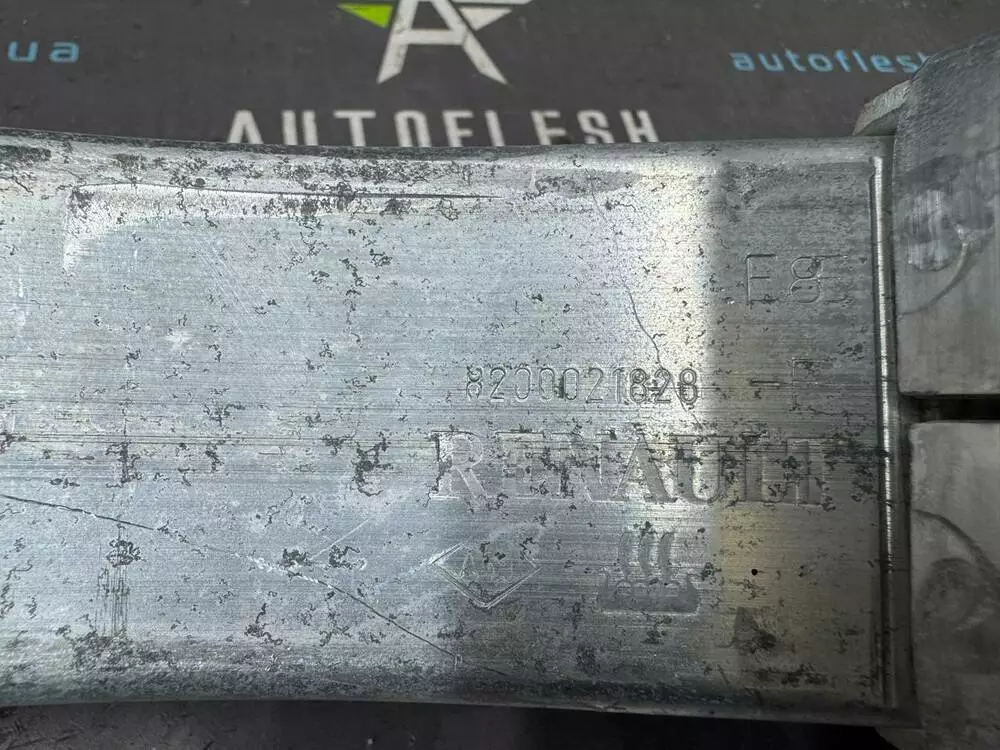 ua
autoflesh
AUTOFLESH
E8
8200021828 -F
RENAULT